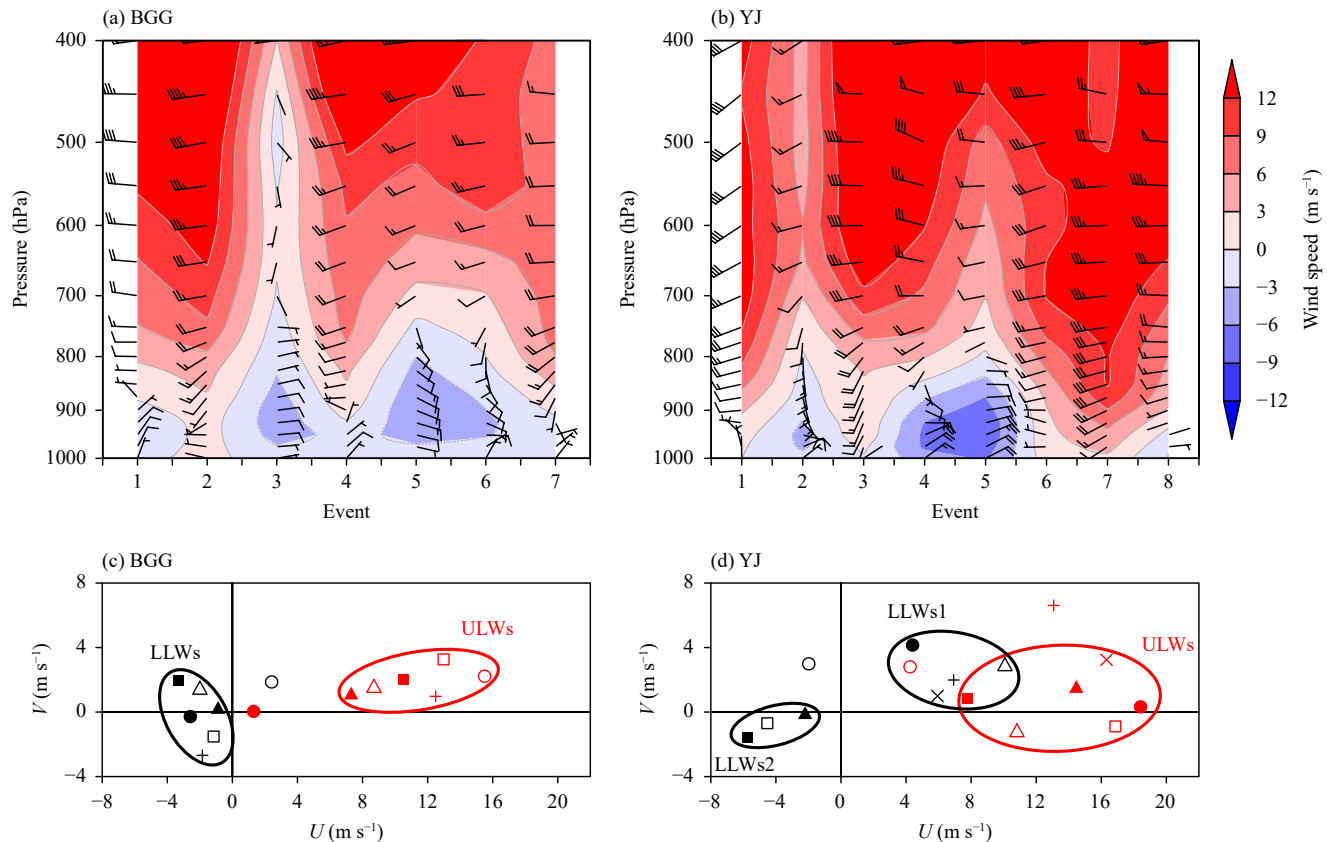 (a) BGG
(b) YJ
400
500
600
700
800
900
1000
Pressure (hPa)
1 2 3 4 5 6 7
Event
400
500
600
700
800
900
1000
Pressure (hPa)
1 2 3 4 5 6 7 8
Event
12
9
6
3
0
−3
−6
−9
−12
Wind speed (m s⁻¹)
(c) BGG
8
4
0
−4
V (m s⁻¹)
LLWs
ULWs
−8 −4 0 4 8 12 16 20
U (m s⁻¹)
(d) YJ
8
4
0
−4
V (m s⁻¹)
LLWs1
ULWs
LLWs2
−8 −4 0 4 8 12 16 20
U (m s⁻¹)